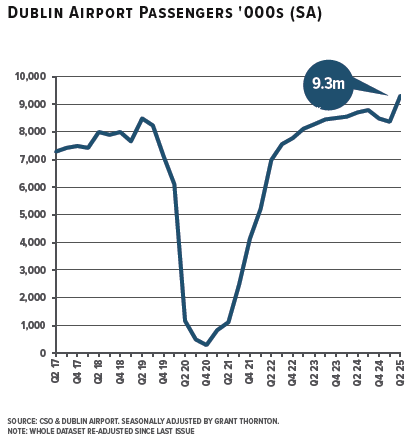 Dublin Airport Passengers '000s (SA)
9.3m
10,000
9,000
8,000
7,000
6,000
5,000
4,000
3,000
2,000
1,000
0
Q2 17
Q4 17
Q2 18
Q4 18
Q2 19
Q4 19
Q2 20
Q4 20
Q2 21
Q4 21
Q2 22
Q4 22
Q2 23
Q4 23
Q2 24
Q4 24
Q2 25
SOURCE: CSO & DUBLIN AIRPORT. SEASONALLY ADJUSTED BY GRANT THORNTON.
NOTE: WHOLE DATASET RE-ADJUSTED SINCE LAST ISSUE